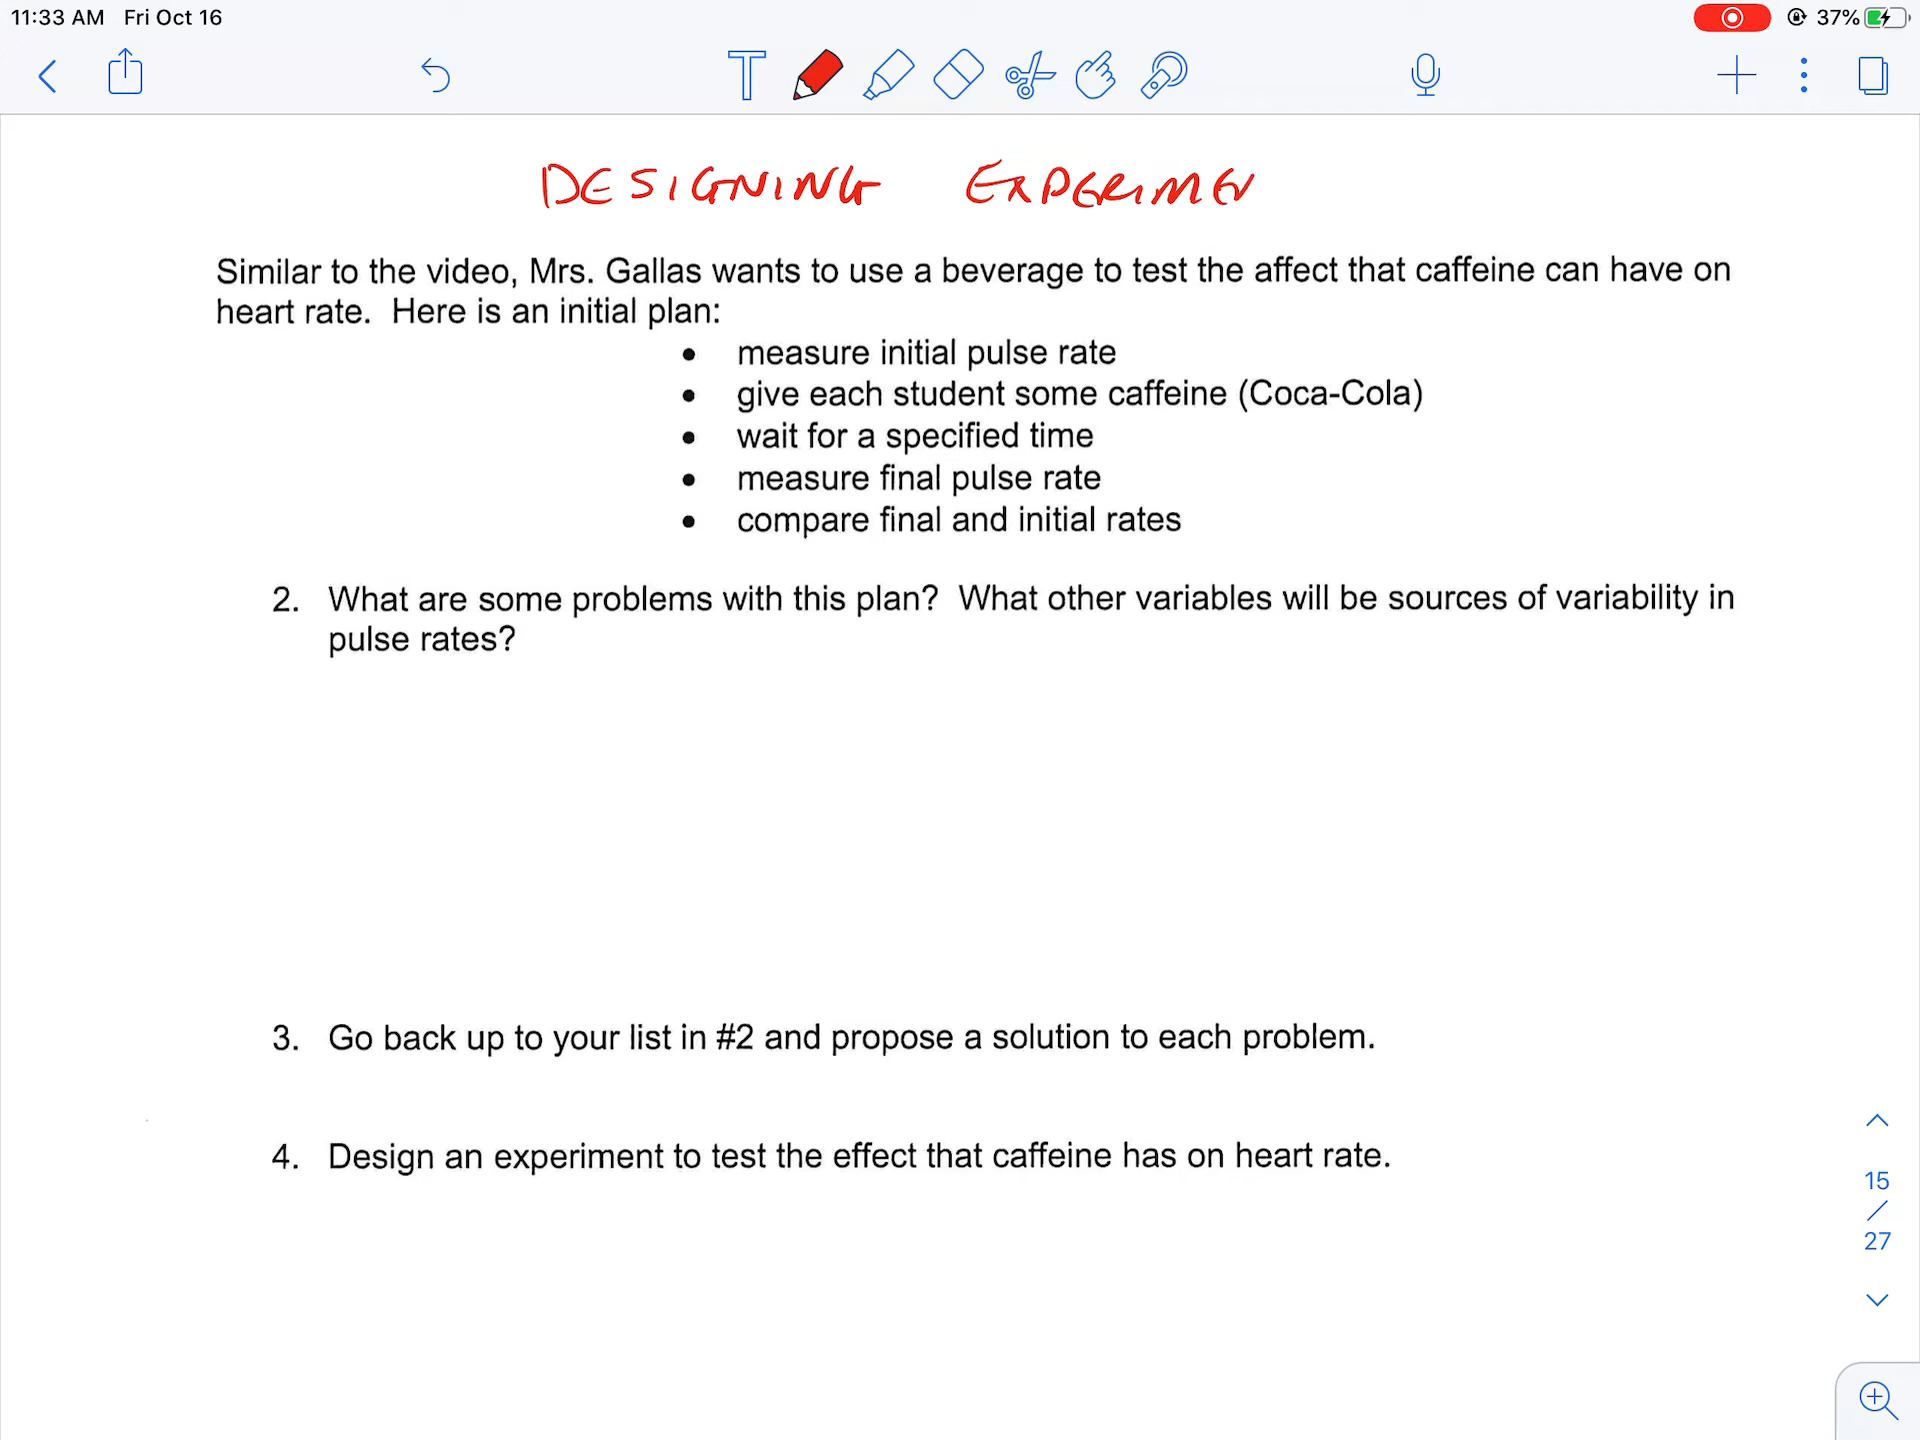 11:33 AM Fri Oct 16
37%
T
DESIGNING EXPERIMEN
Similar to the video, Mrs. Gallas wants to use a beverage to test the affect that caffeine can have on
heart rate. Here is an initial plan:
• measure initial pulse rate
• give each student some caffeine (Coca-Cola)
• wait for a specified time
• measure final pulse rate
• compare final and initial rates
2. What are some problems with this plan? What other variables will be sources of variability in
pulse rates?
3. Go back up to your list in #2 and propose a solution to each problem.
4. Design an experiment to test the effect that caffeine has on heart rate.
15
/
27